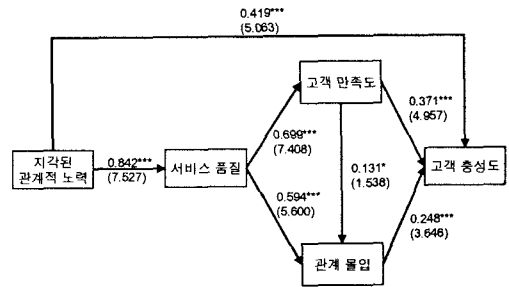 0.419***
(5.063)
고객 만족도
0.371***
(4.957)
0.699***
(7.408)
지각된
관계적 노력
0.842***
(7.527)
서비스 품질
0.131*
(1.538)
고객 충성도
0.594***
(5.600)
0.248***
(3.646)
관계 몰입